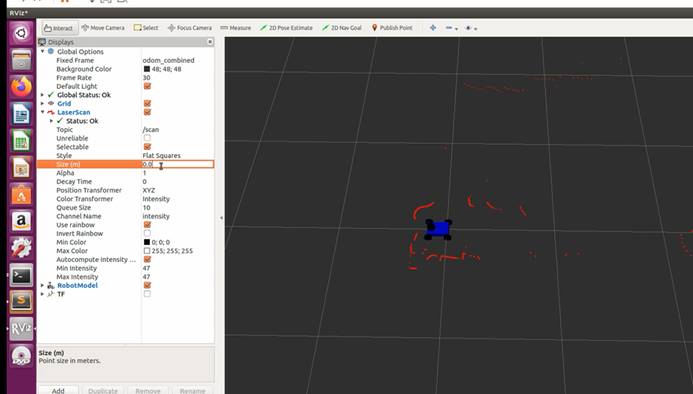 RViz*
Interact Move Camera Select Focus Camera Measure 2D Pose Estimate 2D Nav Goal Publish Point
Displays
Global Options
Fixed Frame odom_combined
Background Color 48; 48; 48
Frame Rate 30
Default Light
Global Status: Ok
Grid
LaserScan
Status: Ok
Topic /scan
Unreliable
Selectable
Style Flat Squares
Size (m) 0.0
Alpha 1
Decay Time 0
Position Transformer XYZ
Color Transformer Intensity
Queue Size 10
Channel Name intensity
Use rainbow
Invert Rainbow
Min Color 0; 0; 0
Max Color 255; 255; 255
Autocompute Intensity ...
Min Intensity 47
Max Intensity 47
RobotModel
TF
Size (m)
Point size in meters.
Add Duplicate Remove Rename
RViz